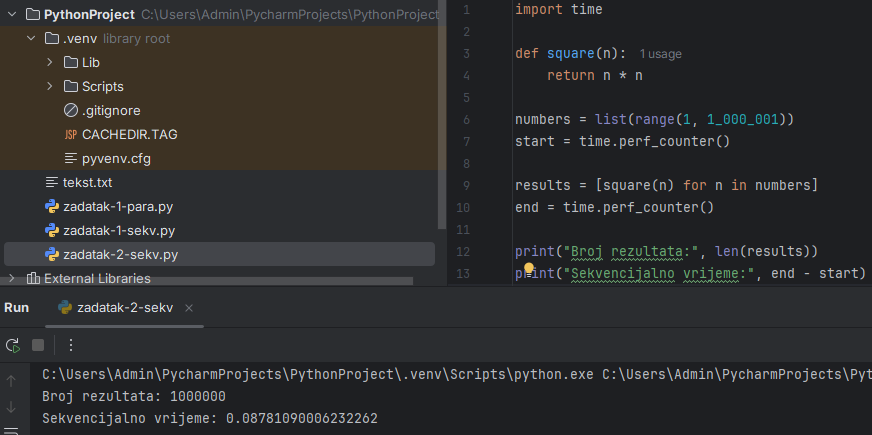 PythonProject C:\Users\Admin\PycharmProjects\PythonProject
.venv library root
Lib
Scripts
.gitignore
JSP CACHEDIR.TAG
pyvenv.cfg
tekst.txt
zadatak-1-para.py
zadatak-1-sekv.py
zadatak-2-sekv.py
External Libraries
1 import time
2
3 def square(n): 1 usage
4 return n * n
5
6 numbers = list(range(1, 1_000_001))
7 start = time.perf_counter()
8
9 results = [square(n) for n in numbers]
10 end = time.perf_counter()
11
12 print("Broj rezultata:", len(results))
13 print("Sekvencijalno vrijeme:", end - start)
Run zadatak-2-sekv
C:\Users\Admin\PycharmProjects\PythonProject\.venv\Scripts\python.exe C:\Users\Admin\PycharmProjects\Pyt
Broj rezultata: 1000000
Sekvencijalno vrijeme: 0.08781090006232262